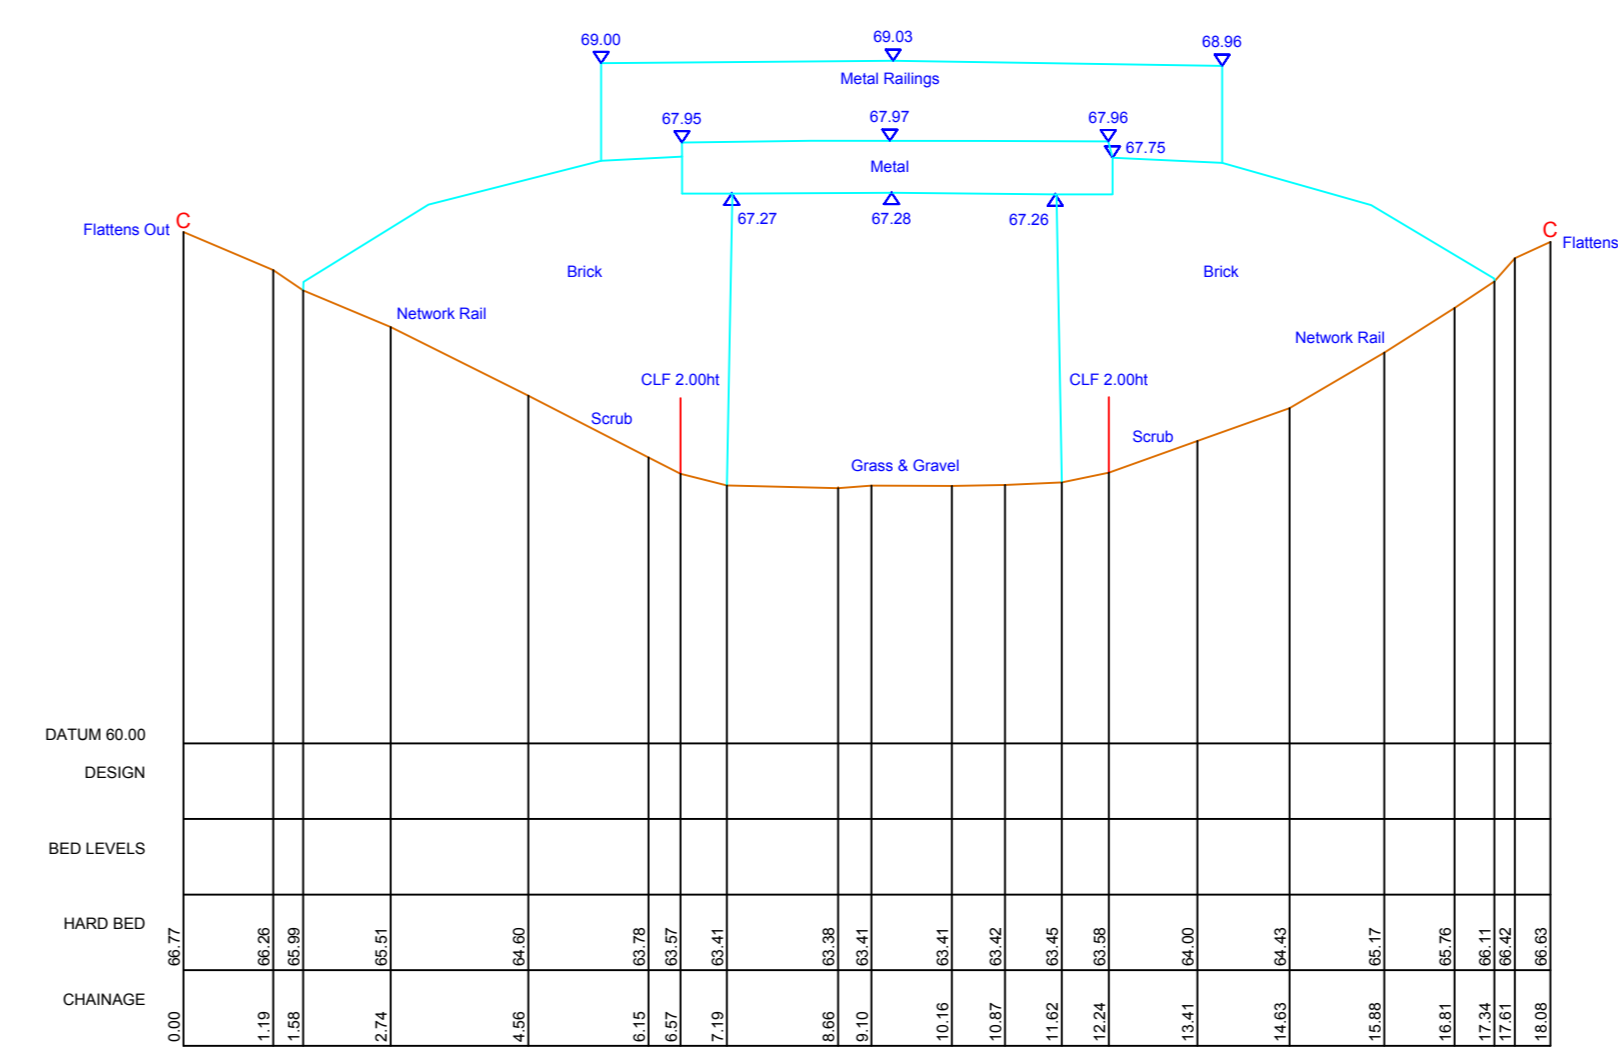 69.00
69.03
68.96
Metal Railings
67.95
67.97
67.96
67.75
Metal
67.27
67.28
67.26
C
Flattens Out
C
Flattens
Brick
Brick
Network Rail
Network Rail
CLF 2.00ht
CLF 2.00ht
Scrub
Scrub
Grass & Gravel
DATUM 60.00
DESIGN
BED LEVELS
HARD BED
66.77 66.26 65.99 65.51 64.60 63.78 63.57 63.41 63.38 63.41 63.41 63.42 63.45 63.58 64.00 64.43 65.17 65.76 66.11 66.42 66.63
CHAINAGE
0.00 1.19 1.58 2.74 4.56 6.15 6.57 7.19 8.66 9.10 10.16 10.87 11.62 12.24 13.41 14.63 15.88 16.81 17.34 17.61 18.08